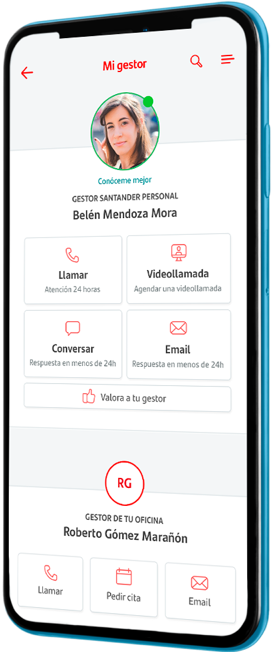 Mi gestor
Conóceme mejor
GESTOR SANTANDER PERSONAL
Belén Mendoza Mora
Llamar
Atención 24 horas
Videollamada
Agendar una videollamada
Conversar
Respuesta en menos de 24h
Email
Respuesta en menos de 24h
Valora a tu gestor
RG
GESTOR DE TU OFICINA
Roberto Gómez Marañón
Llamar
Pedir cita
Email